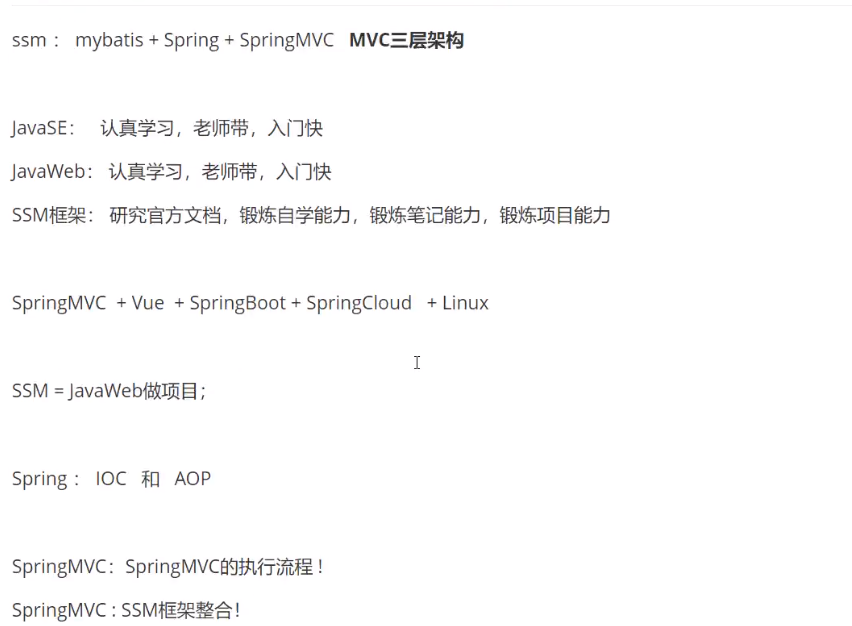 ssm： mybatis + Spring + SpringMVC MVC三层架构
JavaSE： 认真学习，老师带，入门快
JavaWeb： 认真学习，老师带，入门快
SSM框架： 研究官方文档，锻炼自学能力，锻炼笔记能力，锻炼项目能力
SpringMVC + Vue + SpringBoot + SpringCloud + Linux
SSM = JavaWeb做项目；
Spring： IOC 和 AOP
SpringMVC： SpringMVC的执行流程！
SpringMVC : SSM框架整合！